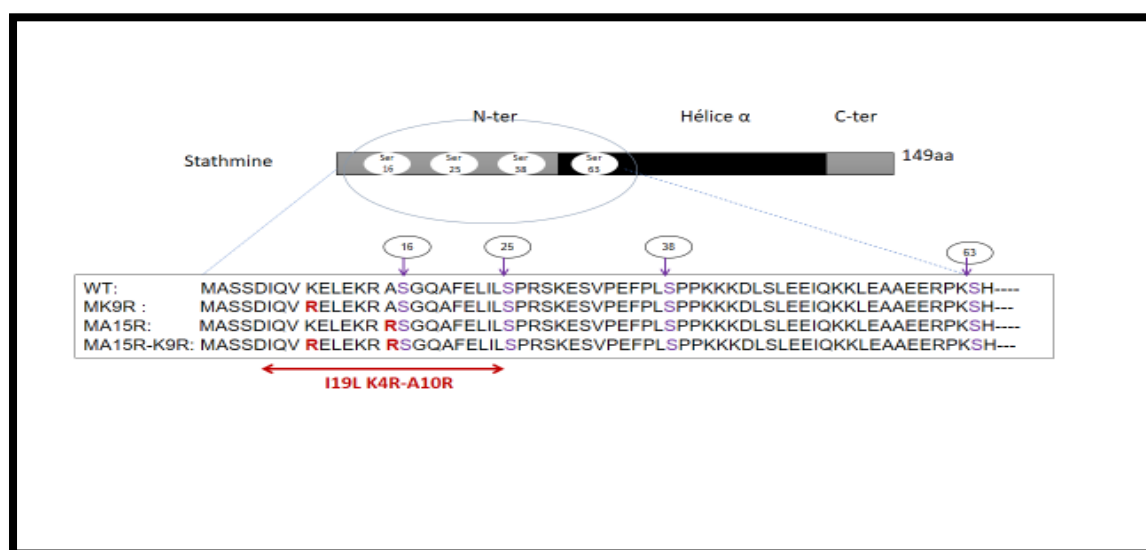 N-ter Hélice α C-ter
Stathmine Ser 16 Ser 25 Ser 38 Ser 63 149aa
16 25 38 63
WT: MASSDIQV KELEKR ASGQAFELILSPRSKESVPEFPLSPPKKKDLSLEEIQKKLEAAEERPKSH----
MK9R : MASSDIQV RELEKR ASGQAFELILSPRSKESVPEFPLSPPKKKDLSLEEIQKKLEAAEERPKSH---
MA15R: MASSDIQV KELEKR RSGQAFELILSPRSKESVPEFPLSPPKKKDLSLEEIQKKLEAAEERPKSH----
MA15R-K9R: MASSDIQV RELEKR RSGQAFELILSPRSKESVPEFPLSPPKKKDLSLEEIQKKLEAAEERPKSH---
I19L K4R-A10R